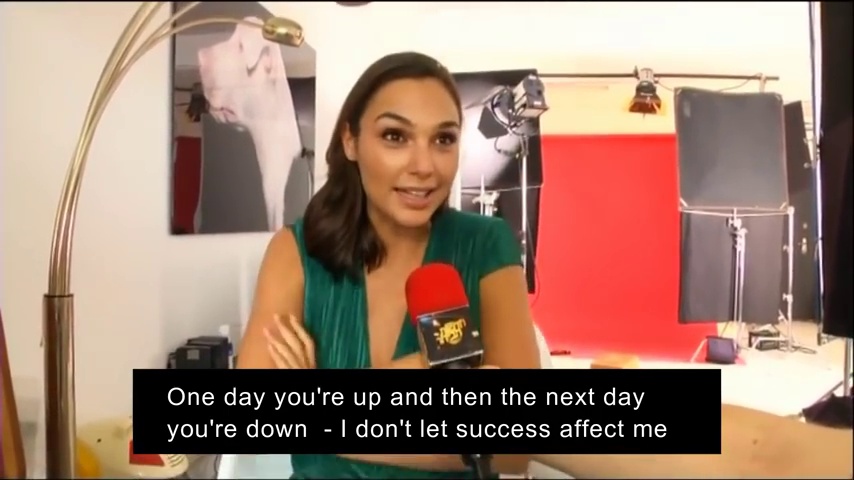 One day you're up and then the next day
you're down  - I don't let success affect me